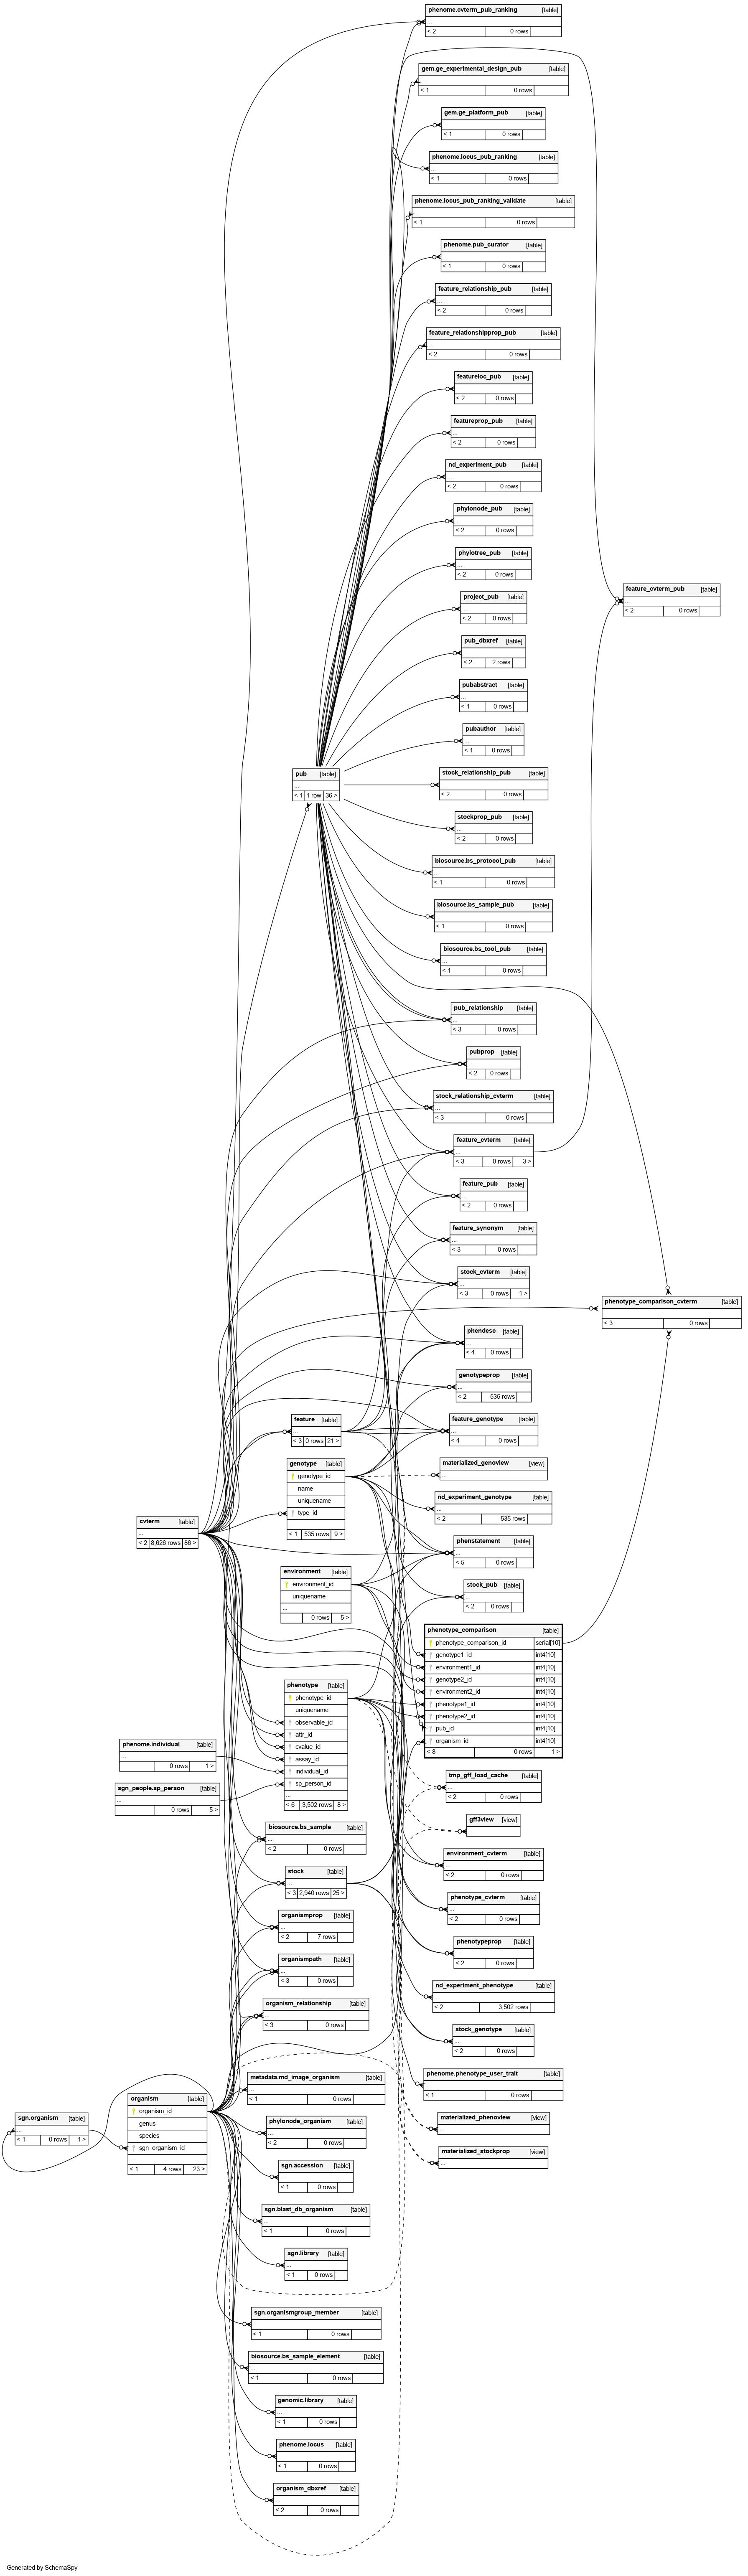 phenome.cvterm_pub_ranking [table]
...
< 2 0 rows
gem.ge_experimental_design_pub [table]
...
< 1 0 rows
gem.ge_platform_pub [table]
...
< 1 0 rows
phenome.locus_pub_ranking [table]
...
< 1 0 rows
phenome.locus_pub_ranking_validate [table]
...
< 1 0 rows
phenome.pub_curator [table]
...
< 1 0 rows
feature_relationship_pub [table]
...
< 2 0 rows
feature_relationshipprop_pub [table]
...
< 2 0 rows
featureloc_pub [table]
...
< 2 0 rows
featureprop_pub [table]
...
< 2 0 rows
nd_experiment_pub [table]
...
< 2 0 rows
phylonode_pub [table]
...
< 2 0 rows
phylotree_pub [table]
...
< 2 0 rows
feature_cvterm_pub [table]
...
< 2 0 rows
project_pub [table]
...
< 2 0 rows
pub_dbxref [table]
...
< 2 2 rows
pubabstract [table]
...
< 1 0 rows
pubauthor [table]
...
< 1 0 rows
pub [table]
...
< 1 1 row 36 >
stock_relationship_pub [table]
...
< 2 0 rows
stockprop_pub [table]
...
< 2 0 rows
biosource.bs_protocol_pub [table]
...
< 1 0 rows
biosource.bs_sample_pub [table]
...
< 1 0 rows
biosource.bs_tool_pub [table]
...
< 1 0 rows
pub_relationship [table]
...
< 3 0 rows
pubprop [table]
...
< 2 0 rows
stock_relationship_cvterm [table]
...
< 3 0 rows
feature_cvterm [table]
...
< 3 0 rows 3 >
feature_pub [table]
...
< 2 0 rows
feature_synonym [table]
...
< 3 0 rows
stock_cvterm [table]
...
< 3 0 rows 1 >
phenotype_comparison_cvterm [table]
...
< 3 0 rows
phendesc [table]
...
< 4 0 rows
genotypeprop [table]
...
< 2 535 rows
feature [table]
...
< 3 0 rows 21 >
feature_genotype [table]
...
< 4 0 rows
genotype [table]
genotype_id
name
uniquename
type_id
...
< 1 535 rows 9 >
materialized_genoview [view]
...
nd_experiment_genotype [table]
...
< 2 535 rows
cvterm [table]
...
< 2 8,626 rows 86 >
phenstatement [table]
...
< 5 0 rows
environment [table]
environment_id
uniquename
...
0 rows 5 >
stock_pub [table]
...
< 2 0 rows
phenotype_comparison [table]
phenotype_comparison_id serial[10]
genotype1_id int4[10]
environment1_id int4[10]
genotype2_id int4[10]
environment2_id int4[10]
phenotype1_id int4[10]
phenotype2_id int4[10]
pub_id int4[10]
organism_id int4[10]
< 8 0 rows 1 >
phenotype [table]
phenotype_id
uniquename
observable_id
attr_id
cvalue_id
assay_id
individual_id
sp_person_id
...
< 6 3,502 rows 8 >
phenome.individual [table]
...
0 rows 1 >
sgn_people.sp_person [table]
...
0 rows 5 >
tmp_gff_load_cache [table]
...
< 2 0 rows
gff3view [view]
...
biosource.bs_sample [table]
...
< 2 0 rows
environment_cvterm [table]
...
< 2 0 rows
stock [table]
...
< 3 2,940 rows 25 >
phenotype_cvterm [table]
...
< 2 0 rows
organismprop [table]
...
< 2 7 rows
phenotypeprop [table]
...
< 2 0 rows
organismpath [table]
...
< 3 0 rows
nd_experiment_phenotype [table]
...
< 2 3,502 rows
organism_relationship [table]
...
< 3 0 rows
stock_genotype [table]
...
< 2 0 rows
metadata.md_image_organism [table]
...
< 1 0 rows
phenome.phenotype_user_trait [table]
...
< 1 0 rows
organism [table]
organism_id
genus
species
sgn_organism_id
...
< 1 4 rows 23 >
sgn.organism [table]
...
< 1 0 rows 1 >
phylonode_organism [table]
...
< 2 0 rows
materialized_phenoview [view]
...
materialized_stockprop [view]
...
sgn.accession [table]
...
< 1 0 rows
sgn.blast_db_organism [table]
...
< 1 0 rows
sgn.library [table]
...
< 1 0 rows
sgn.organismgroup_member [table]
...
< 1 0 rows
biosource.bs_sample_element [table]
...
< 1 0 rows
genomic.library [table]
...
< 1 0 rows
phenome.locus [table]
...
< 1 0 rows
organism_dbxref [table]
...
< 2 0 rows
Generated by SchemaSpy